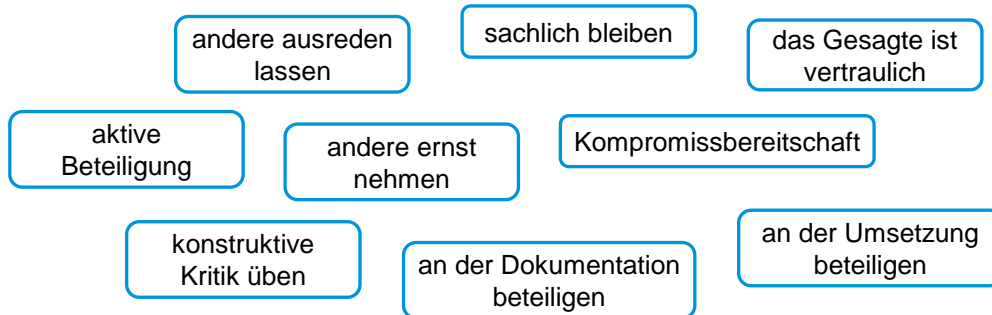 andere ausreden
lassen
sachlich bleiben
das Gesagte ist
vertraulich
aktive
Beteiligung
andere ernst
nehmen
Kompromissbereitschaft
konstruktive
Kritik üben
an der Dokumentation
beteiligen
an der Umsetzung
beteiligen